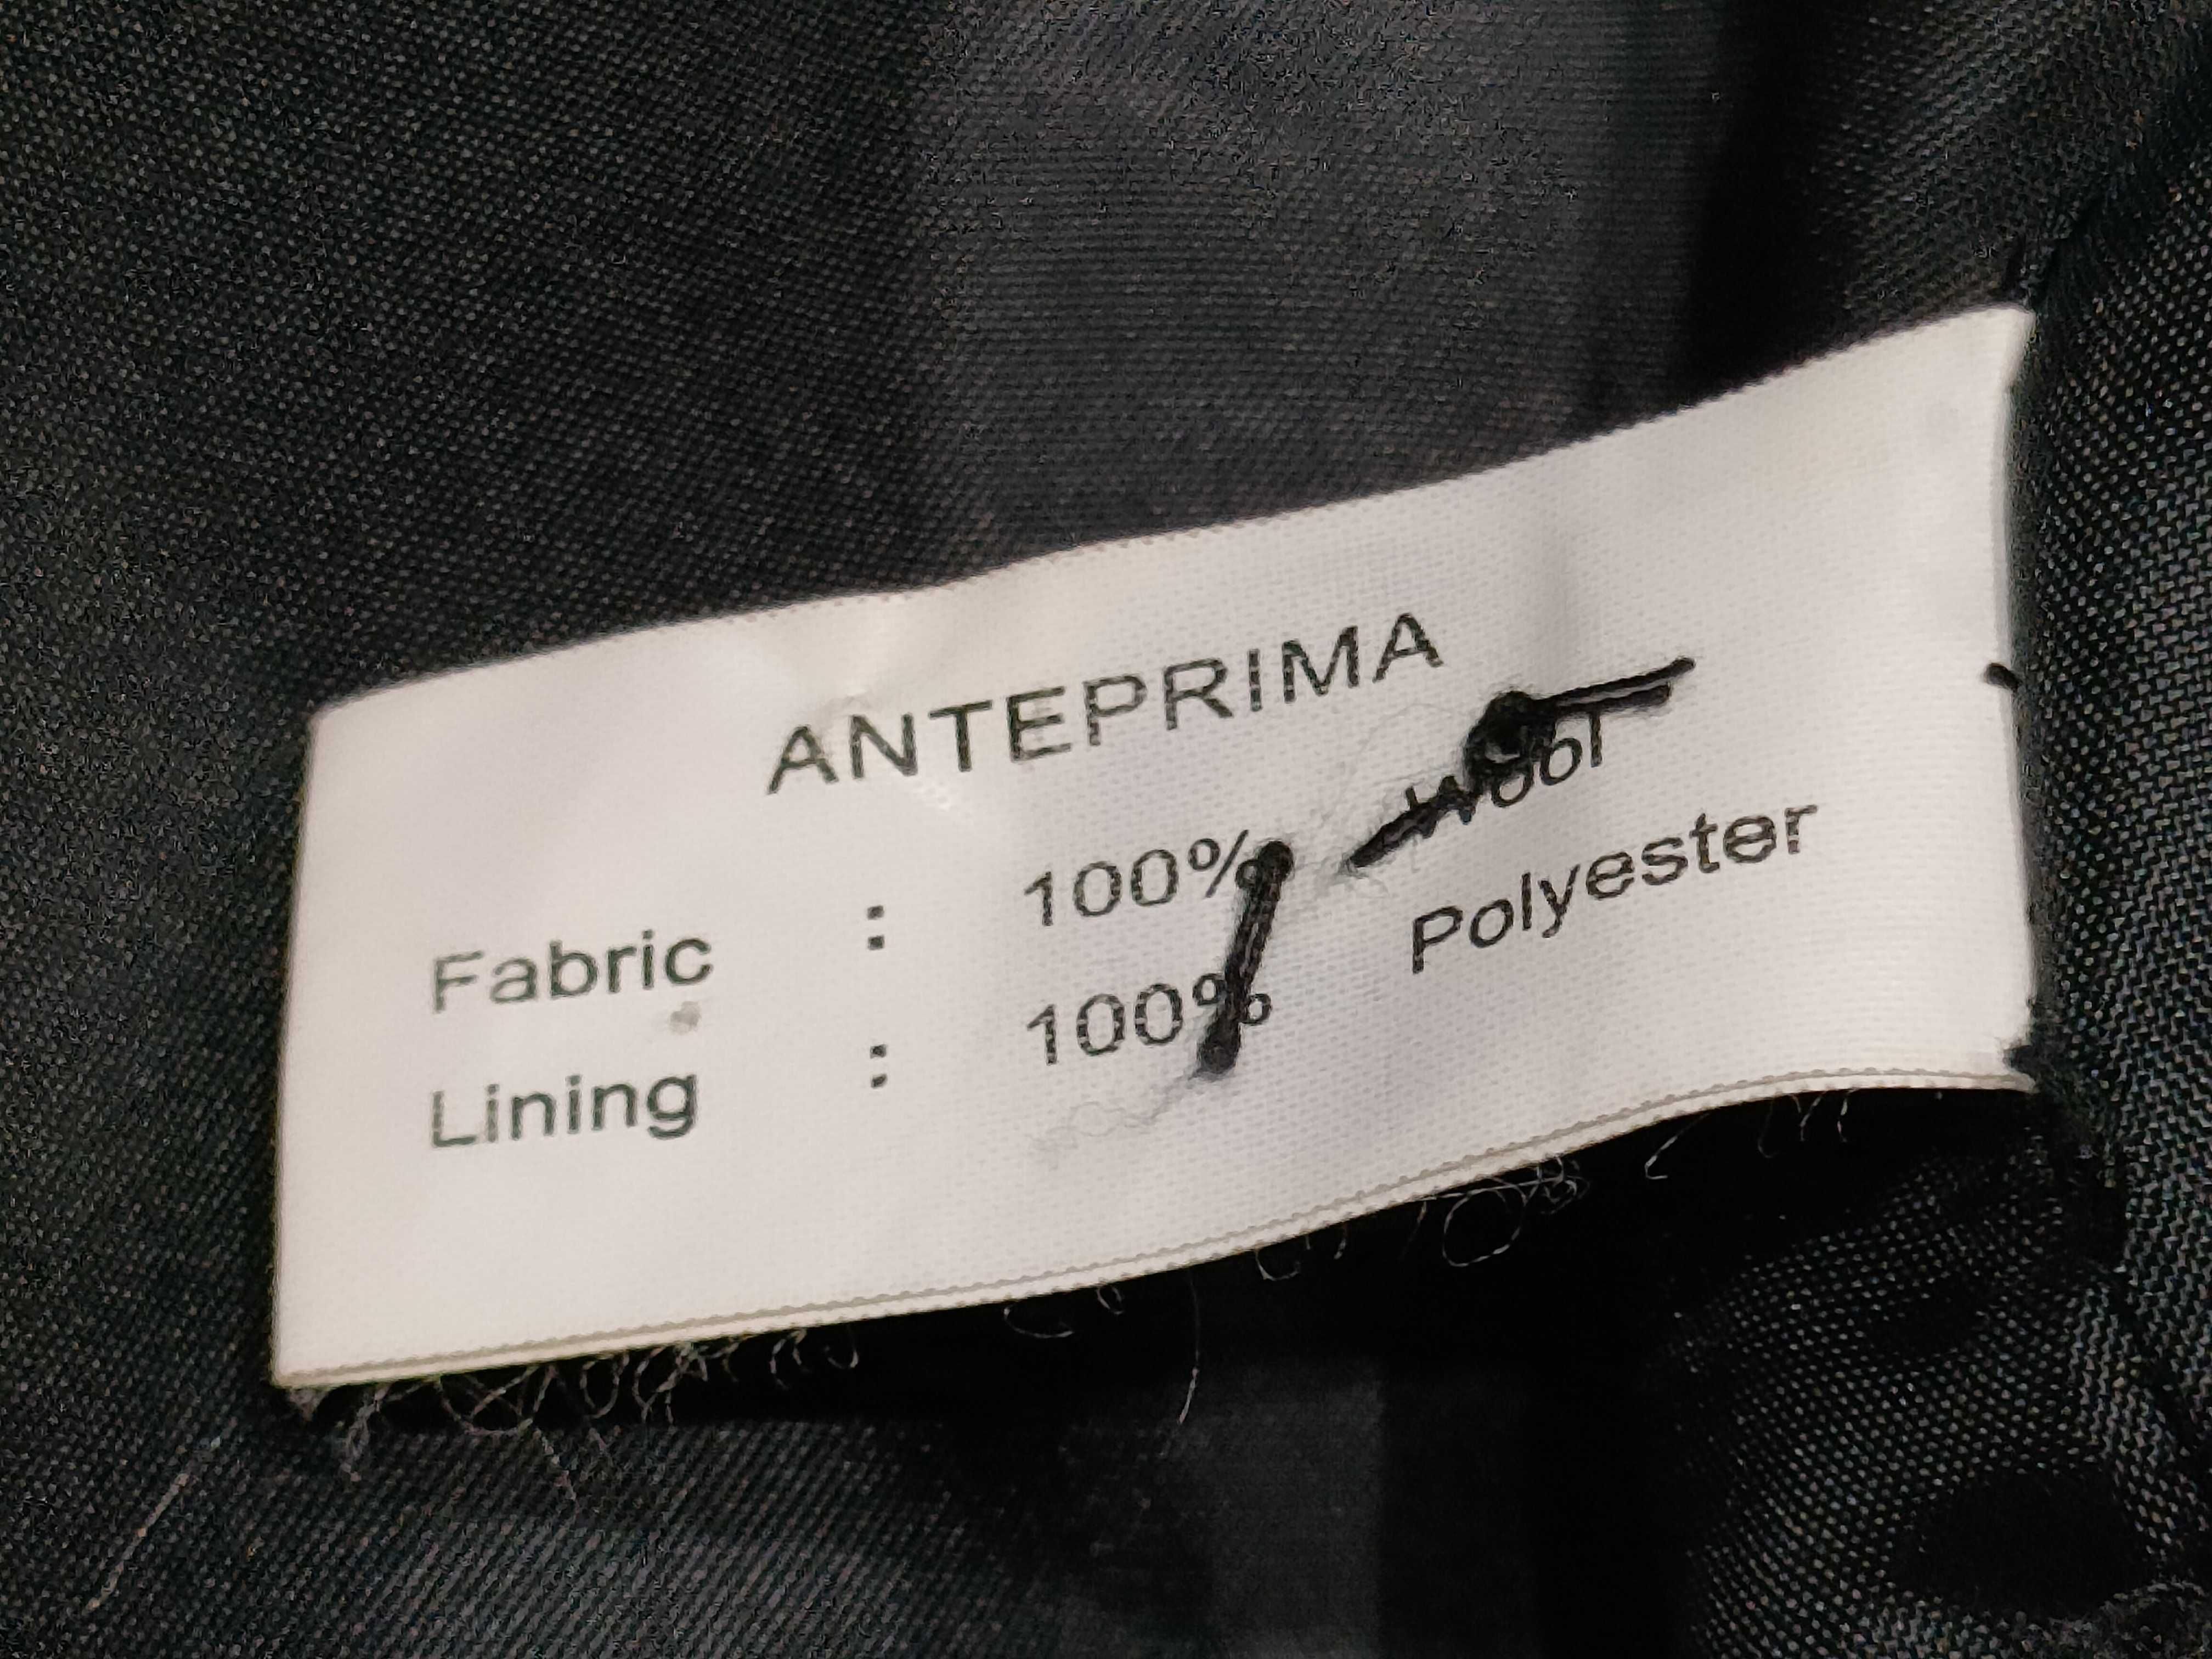 ANTEPRIMA
Fabric : 100% Wool
Lining : 100% Polyester